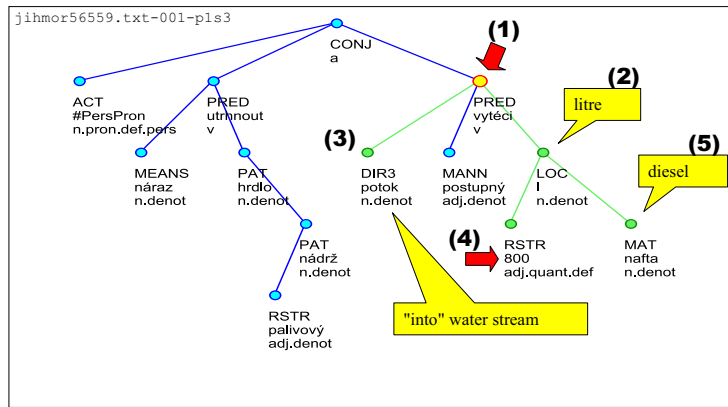 jihmor56559.txt-001-p1s3
CONJ
a
(1)
(2)
litre
ACT
#PersPron
n.pron.def.pers
PRED
utrhnout
v
PRED
vytéci
v
(3)
(5)
diesel
MEANS
náraz
n.denot
PAT
hrdlo
n.denot
DIR3
potok
n.denot
MANN
postupný
adj.denot
LOC
l
n.denot
(4)
PAT
nádrž
n.denot
RSTR
800
adj.quant.def
MAT
nafta
n.denot
RSTR
palivový
adj.denot
"into" water stream